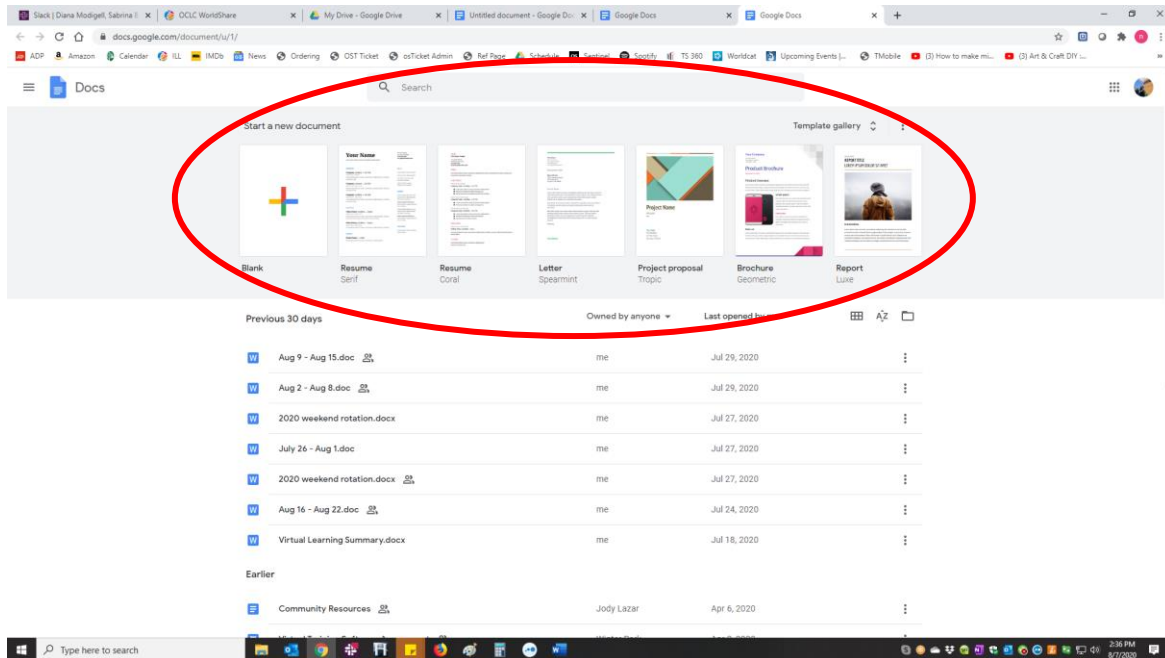 Slack | Diana Modigell, Sabrina
OCLC WorldShare
My Drive - Google Drive
Untitled document - Google Doc
Google Docs
Google Docs
docs.google.com/document/u/1/
ADP Amazon Calendar ILL IMDb News Ordering OST Ticket osTicket Admin Ref Page Schedule Sentinel Spotify TS 360 Worldcat Upcoming Events |... TMobile (3) How to make mi... (3) Art & Craft DIY -...
Docs
Search
Start a new document
Template gallery
Your Name
Project Name
Product Brochure
REPORT TITLE
LOREM IPSUM DOLOR SIT AMET
Blank Resume Resume Letter Project proposal Brochure Report
Serif Coral Spearmint Tropic Geometric Luxe
Previous 30 days Owned by anyone Last opened by
Aug 9 - Aug 15.doc me Jul 29, 2020
Aug 2 - Aug 8.doc me Jul 29, 2020
2020 weekend rotation.docx me Jul 27, 2020
July 26 - Aug 1.doc me Jul 27, 2020
2020 weekend rotation.docx me Jul 27, 2020
Aug 16 - Aug 22.doc me Jul 24, 2020
Virtual Learning Summary.docx me Jul 18, 2020
Earlier
Community Resources Jody Lazar Apr 6, 2020
Type here to search
2:36 PM
8/7/2020